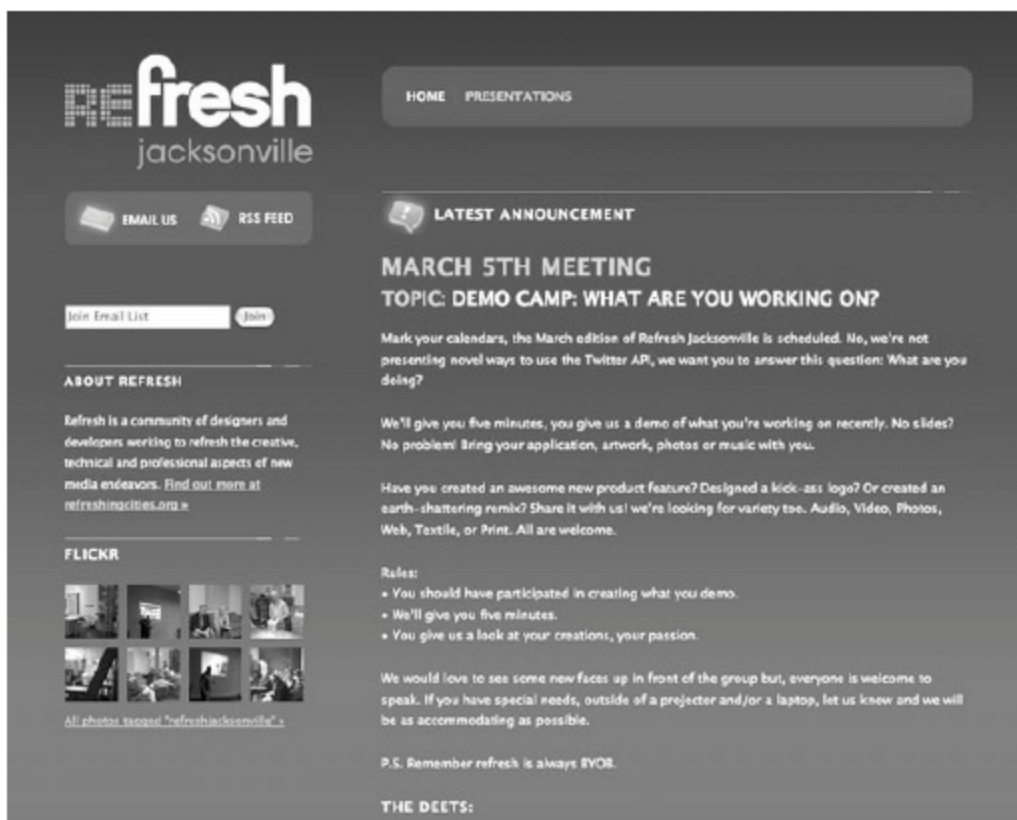 REfresh
jacksonville
HOME PRESENTATIONS
EMAIL US RSS FEED
Join Email List Join
ABOUT REFRESH
Refresh is a community of designers and
developers working to refresh the creative,
technical and professional aspects of new
media endeavors. Find out more at
refreshingcities.org »
FLICKR
All photos tagged "refreshjacksonville" »
LATEST ANNOUNCEMENT
MARCH 5TH MEETING
TOPIC: DEMO CAMP: WHAT ARE YOU WORKING ON?
Mark your calendars, the March edition of Refresh Jacksonville is scheduled. No, we're not
presenting novel ways to use the Twitter API, we want you to answer this question: What are you
doing?
We'll give you five minutes, you give us a demo of what you're working on recently. No slides?
No problem! Bring your application, artwork, photos or music with you.
Have you created an awesome new product feature? Designed a kick-ass logo? Or created an
earth-shattering remix? Share it with us! we're looking for variety too. Audio, Video, Photos,
Web, Textile, or Print. All are welcome.
Rules:
• You should have participated in creating what you demo.
• We'll give you five minutes.
• You give us a look at your creations, your passion.
We would love to see some new faces up in front of the group but, everyone is welcome to
speak. If you have special needs, outside of a projector and/or a laptop, let us know and we will
be as accommodating as possible.
P.S. Remember refresh is always BYOB.
THE DEETS: